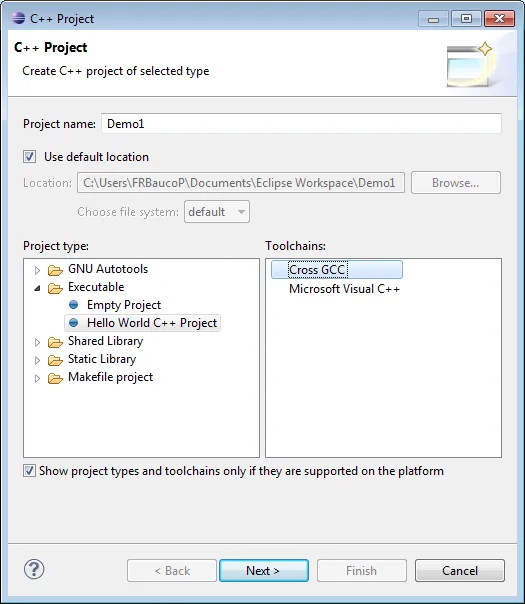 C++ Project
C++ Project
Create C++ project of selected type
Project name: Demo1
Use default location
Location: C:\Users\FRBaucoP\Documents\Eclipse Workspace\Demo1 Browse...
Choose file system: default
Project type:
GNU Autotools
Executable
Empty Project
Hello World C++ Project
Shared Library
Static Library
Makefile project
Toolchains:
Cross GCC
Microsoft Visual C++
Show project types and toolchains only if they are supported on the platform
? < Back Next > Finish Cancel